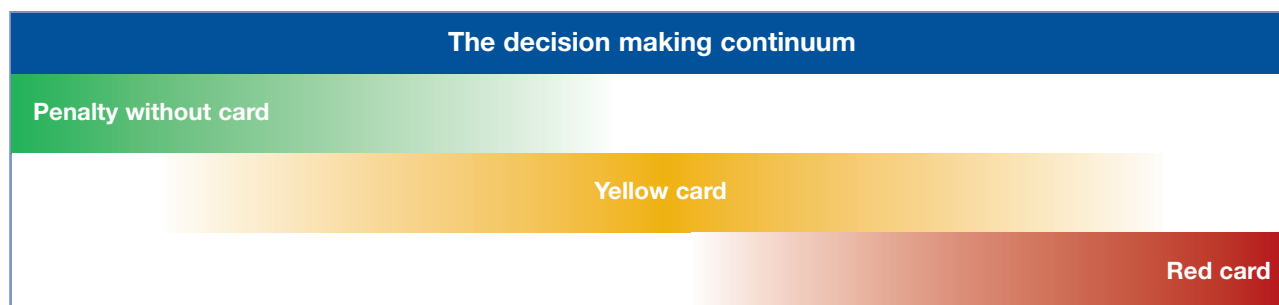 The decision making continuum
Penalty without card
Yellow card
Red card